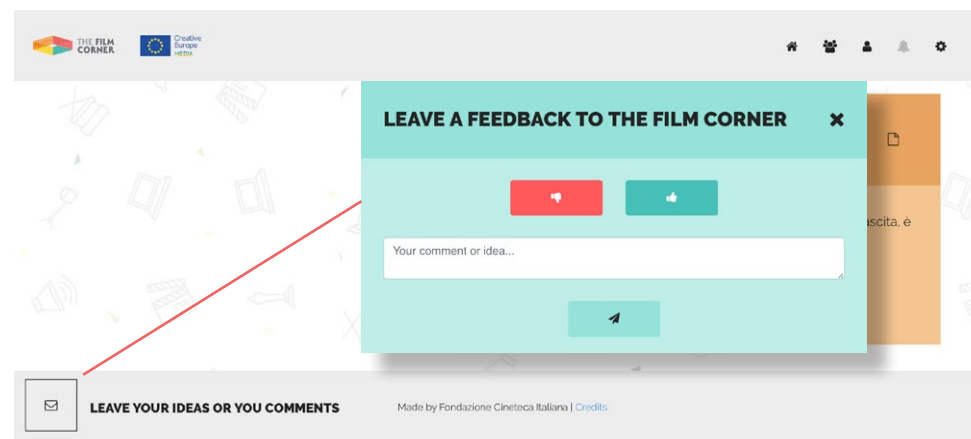 THE FILM
CORNER
Creative
Europe
MEDIA
LEAVE A FEEDBACK TO THE FILM CORNER
ascita, è
Your comment or idea...
LEAVE YOUR IDEAS OR YOU COMMENTS
Made by Fondazione Cineteca Italiana | Credits